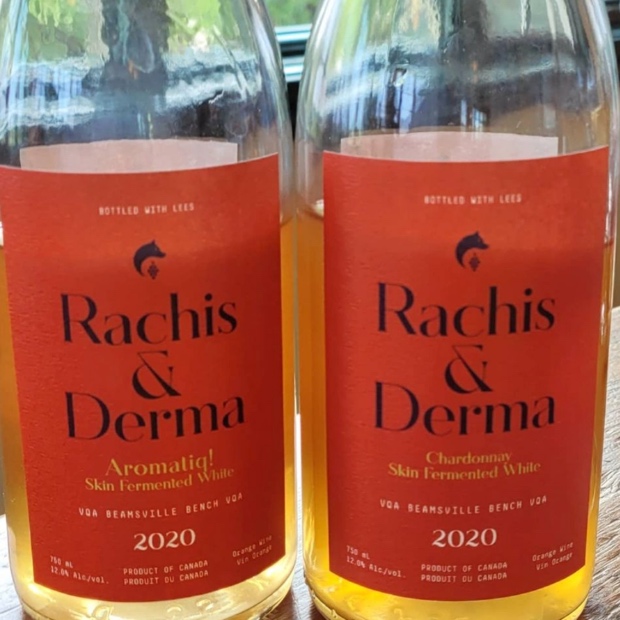 BOTTLED WITH LEES
Rachis
&
Derma
Aromatiq!
Skin Fermented White
VQA BEAMSVILLE BENCH VQA
2020
750 mL
12.0% Alc/vol.
PRODUCT OF CANADA
PRODUIT DU CANADA
Orange Wine
Vin Orange
BOTTLED WITH LEES
Rachis
&
Derma
Chardonnay
Skin Fermented White
VQA BEAMSVILLE BENCH VQA
2020
750 mL
12.0% Alc/vol.
PRODUCT OF CANADA
PRODUIT DU CANADA
Orange Wine
Vin Orange